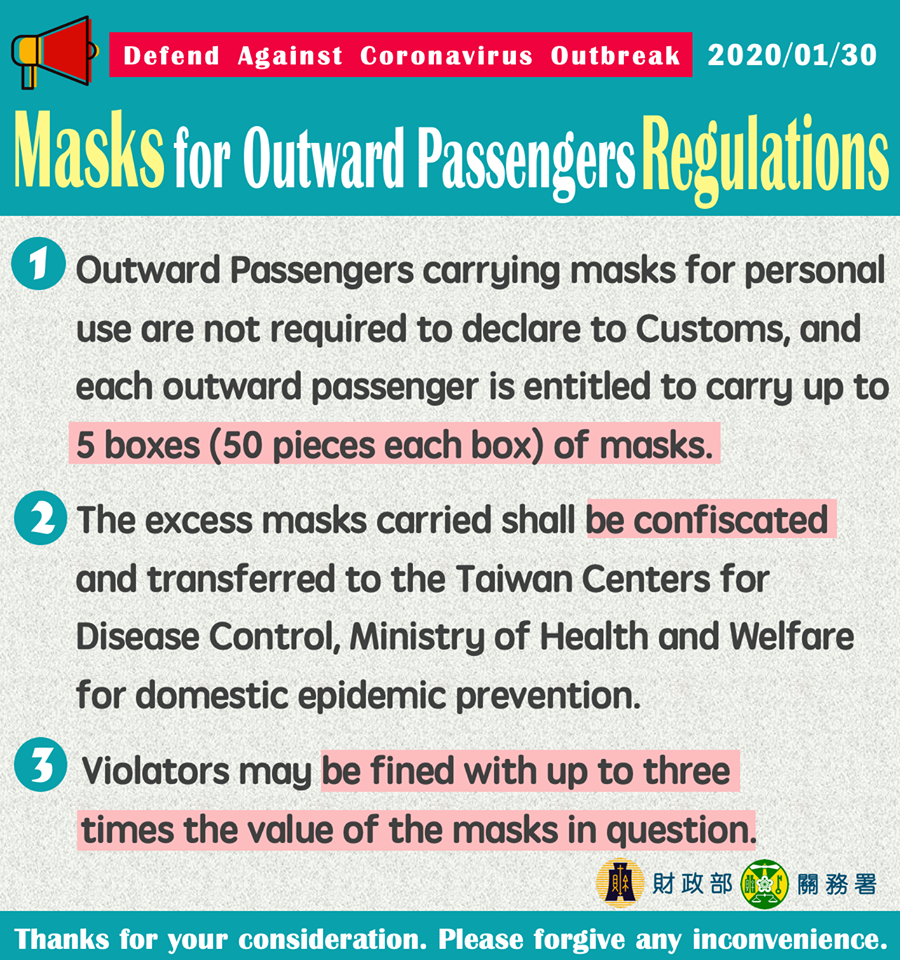 Defend Against Coronavirus Outbreak 2020/01/30
Masks for Outward Passengers Regulations
1 Outward Passengers carrying masks for personal
use are not required to declare to Customs, and
each outward passenger is entitled to carry up to
5 boxes (50 pieces each box) of masks.
2 The excess masks carried shall be confiscated
and transferred to the Taiwan Centers for
Disease Control, Ministry of Health and Welfare
for domestic epidemic prevention.
3 Violators may be fined with up to three
times the value of the masks in question.
財政部 關務署
Thanks for your consideration. Please forgive any inconvenience.